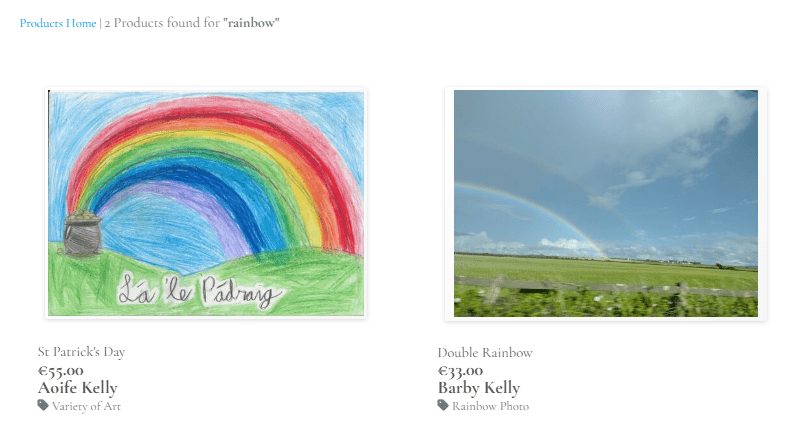 Products Home | 2 Products found for "rainbow"
Lá 'le Pádraig
St Patrick's Day
€55.00
Aoife Kelly
Variety of Art
Double Rainbow
€33.00
Barby Kelly
Rainbow Photo